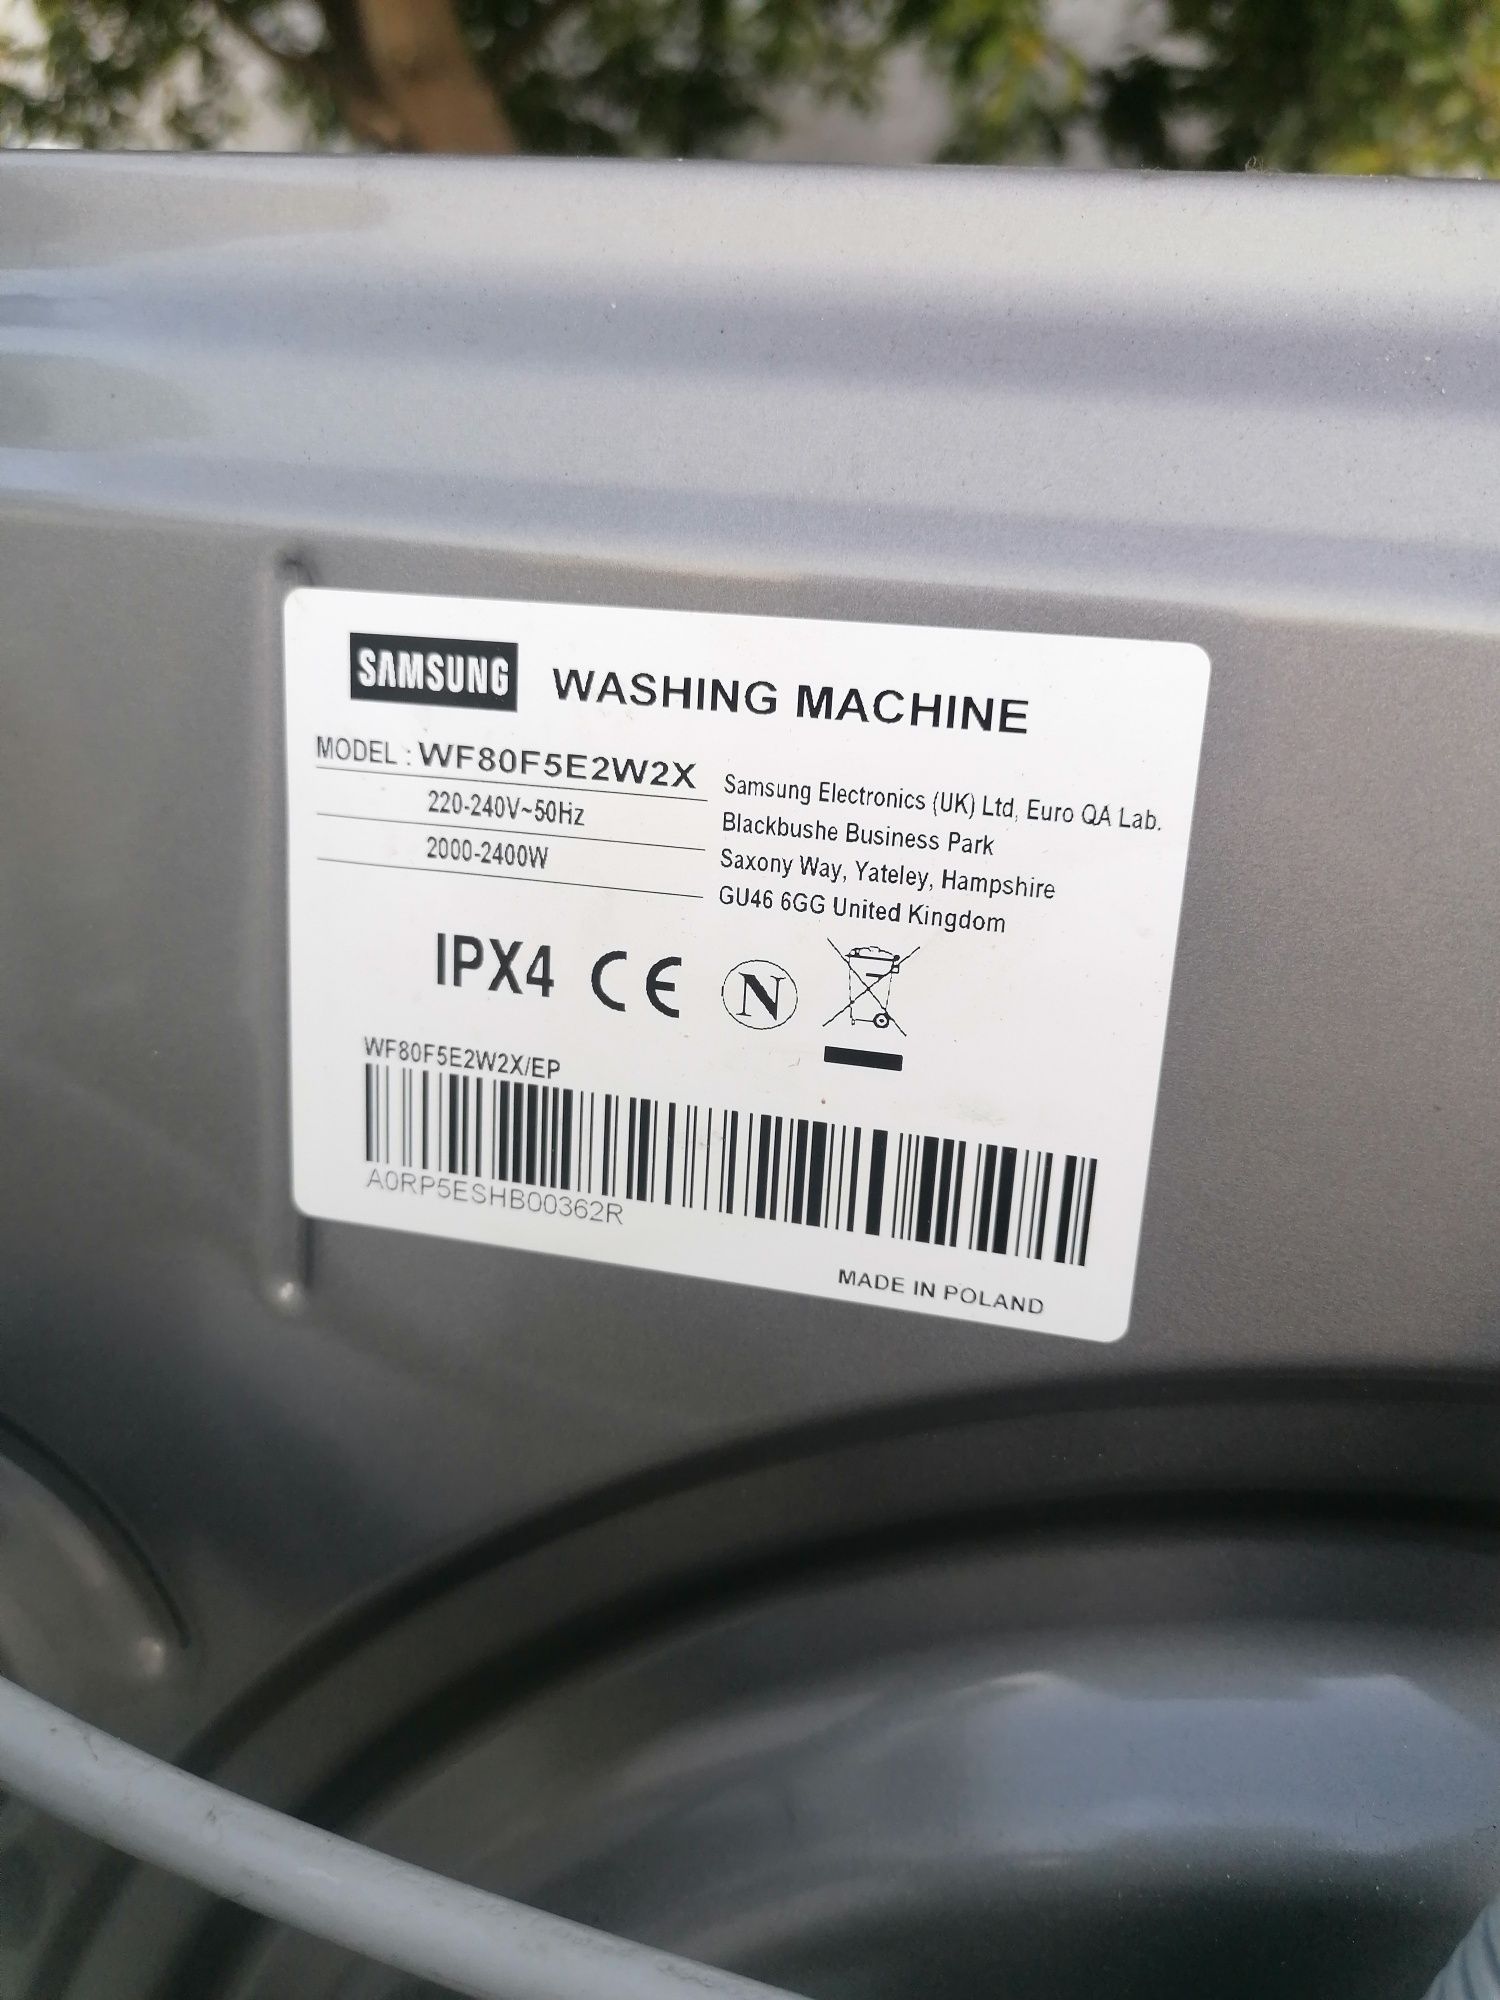 SAMSUNG WASHING MACHINE
MODEL : WF80F5E2W2X
220-240V~50Hz
2000-2400W
Samsung Electronics (UK) Ltd, Euro QA Lab.
Blackbushe Business Park
Saxony Way, Yateley, Hampshire
GU46 6GG United Kingdom
IPX4 CE N
WF80F5E2W2X/EP
A0RP5ESHB00362R
MADE IN POLAND